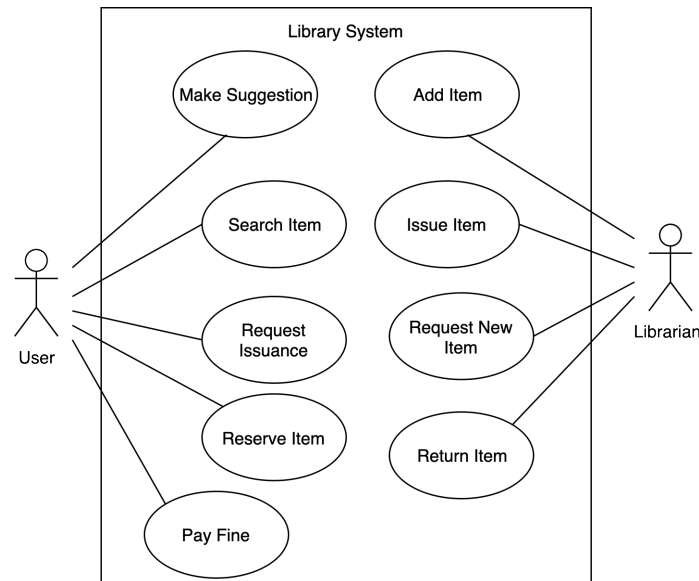 Library System
Make Suggestion
Add Item
Search Item
Issue Item
Request
Issuance
Request New
Item
User
Librarian
Reserve Item
Return Item
Pay Fine